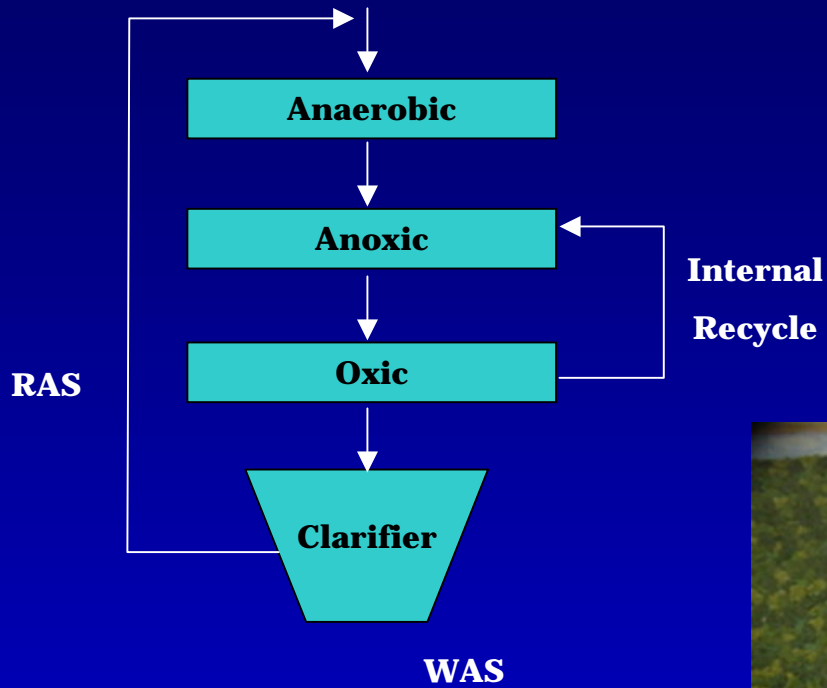 Anaerobic
Anoxic
Internal
Recycle
Oxic
RAS
Clarifier
WAS